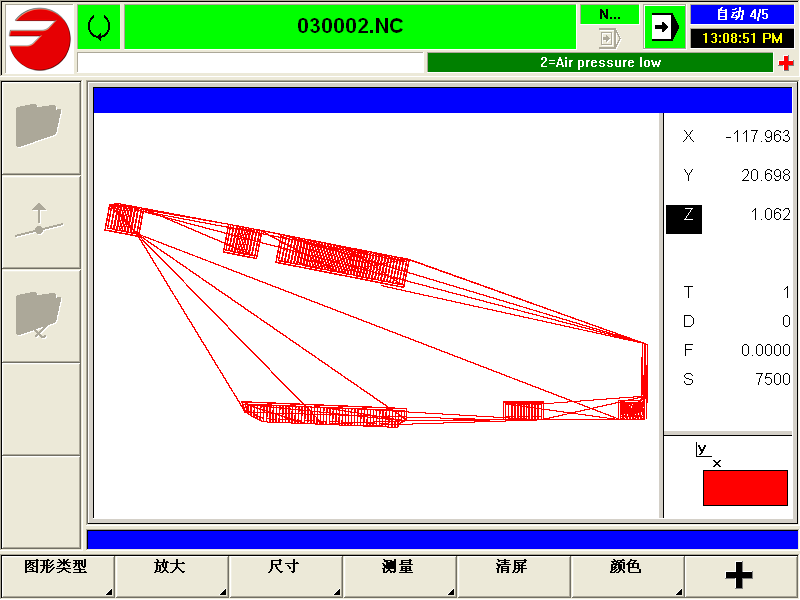 030002.NC
N...
自动 4/5
13:08:51 PM
2=Air pressure low
X -117.963
Y 20.698
Z 1.062
T 1
D 0
F 0.0000
S 7500
y
x
图形类型 放大 尺寸 测量 清屏 颜色